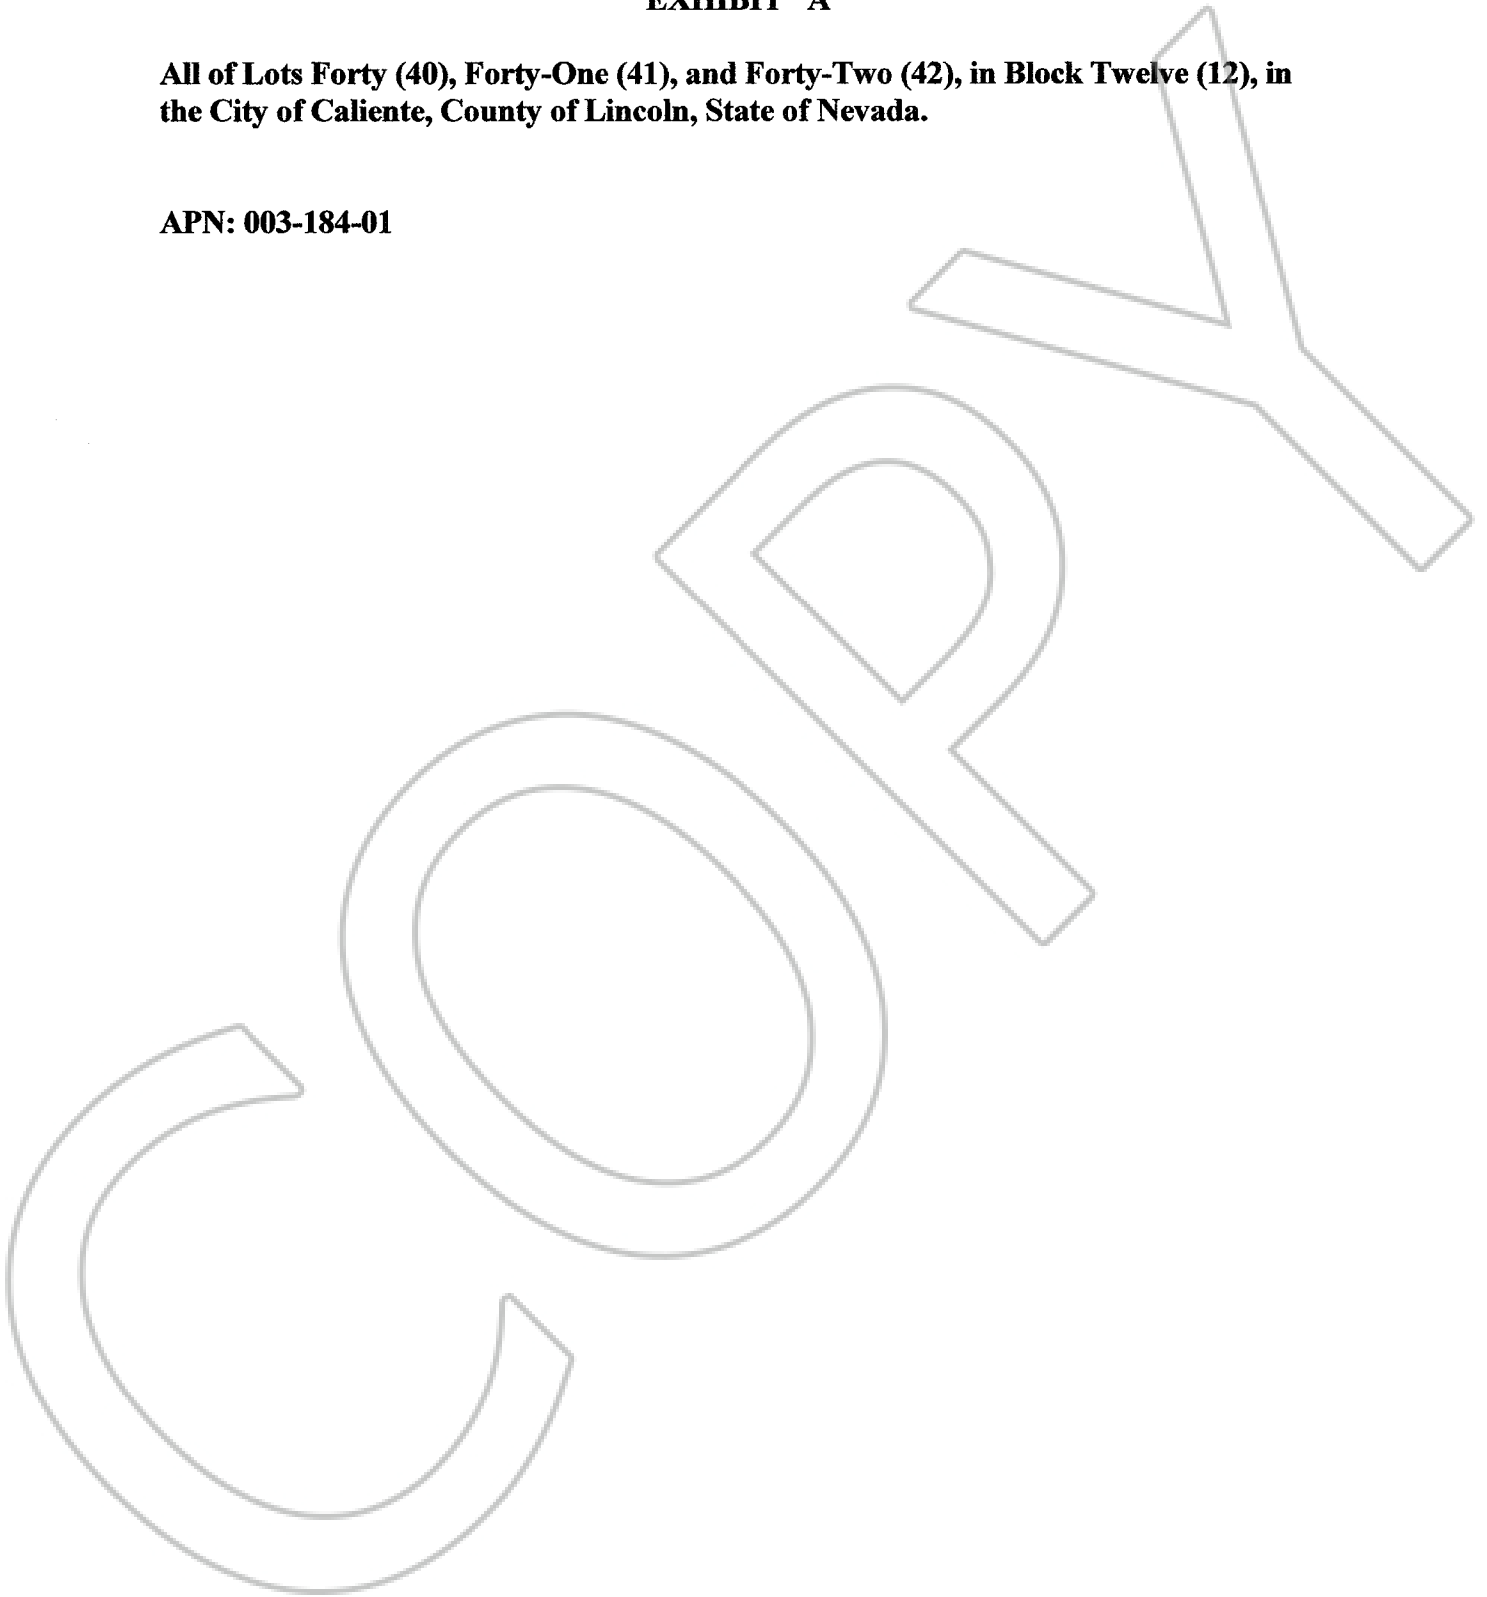 EXHIBIT "A
All of Lots Forty (40), Forty-One (41), and Forty-Two (42), in Block Twelve (12), in
the City of Caliente, County of Lincoln, State of Nevada.
APN: 003-184-01
COPY